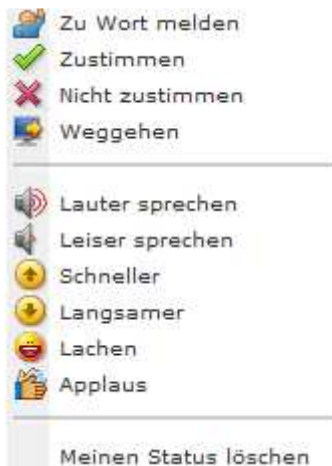 Zu Wort melden
Zustimmen
Nicht zustimmen
Weggehen
Lauter sprechen
Leiser sprechen
Schneller
Langsamer
Lachen
Applaus
Meinen Status löschen